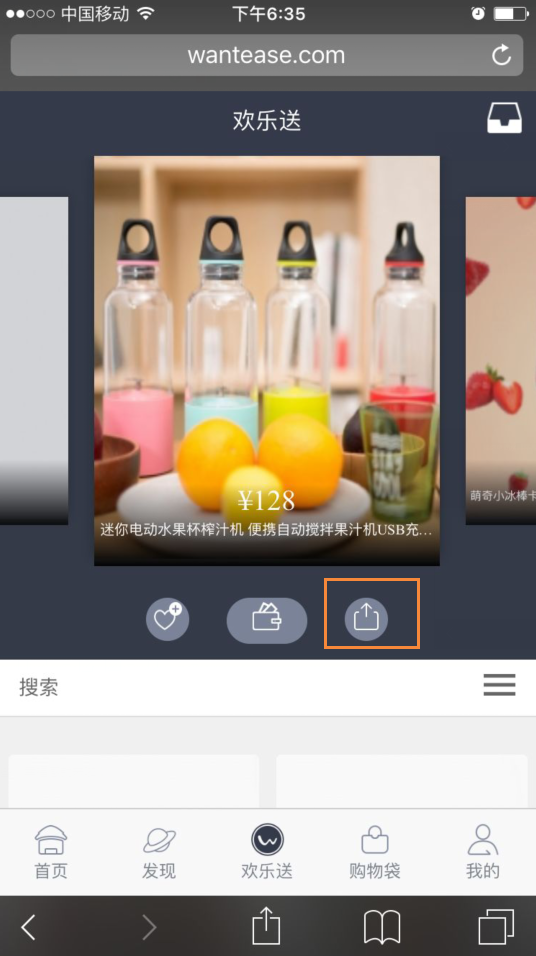 中国移动 下午6:35
wantease.com
欢乐送
¥128
迷你电动水果杯榨汁机 便携自动搅拌果汁机USB充...
萌奇小冰棒卡
搜索
首页 发现 欢乐送 购物袋 我的